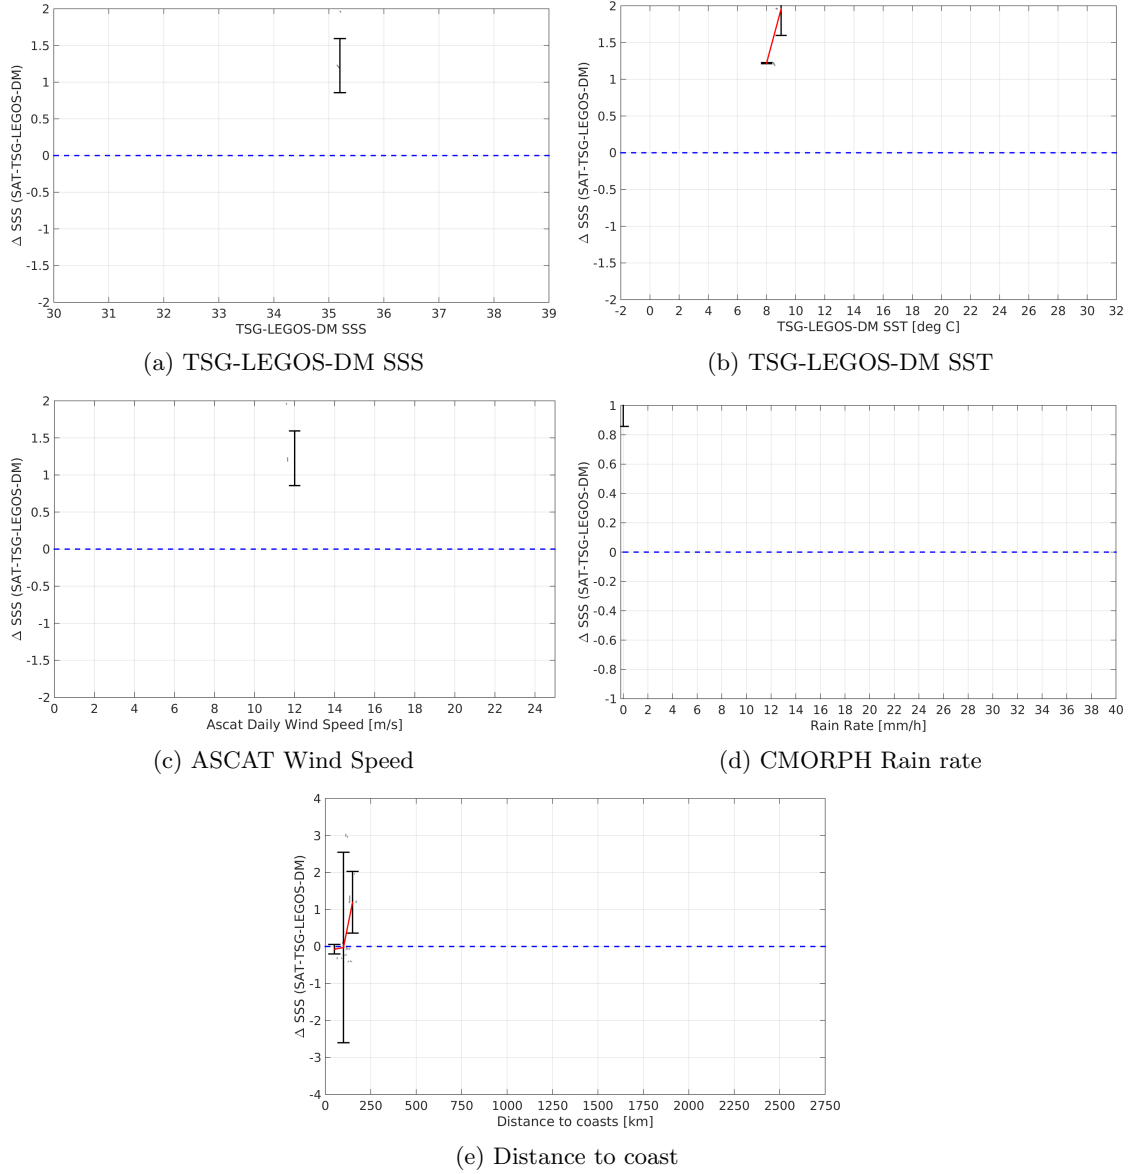 2
1.5
1
0.5
0
-0.5
-1
-1.5
-2
Δ SSS (SAT-TSG-LEGOS-DM)
30 31 32 33 34 35 36 37 38 39
TSG-LEGOS-DM SSS
(a) TSG-LEGOS-DM SSS
2
1.5
1
0.5
0
-0.5
-1
-1.5
-2
Δ SSS (SAT-TSG-LEGOS-DM)
-2 0 2 4 6 8 10 12 14 16 18 20 22 24 26 28 30 32
TSG-LEGOS-DM SST [deg C]
(b) TSG-LEGOS-DM SST
2
1.5
1
0.5
0
-0.5
-1
-1.5
-2
Δ SSS (SAT-TSG-LEGOS-DM)
0 2 4 6 8 10 12 14 16 18 20 22 24
Ascat Daily Wind Speed [m/s]
(c) ASCAT Wind Speed
1
0.8
0.6
0.4
0.2
0
-0.2
-0.4
-0.6
-0.8
-1
Δ SSS (SAT-TSG-LEGOS-DM)
0 2 4 6 8 10 12 14 16 18 20 22 24 26 28 30 32 34 36 38 40
Rain Rate [mm/h]
(d) CMORPH Rain rate
4
3
2
1
0
-1
-2
-3
-4
Δ SSS (SAT-TSG-LEGOS-DM)
0 250 500 750 1000 1250 1500 1750 2000 2250 2500 2750
Distance to coasts [km]
(e) Distance to coast